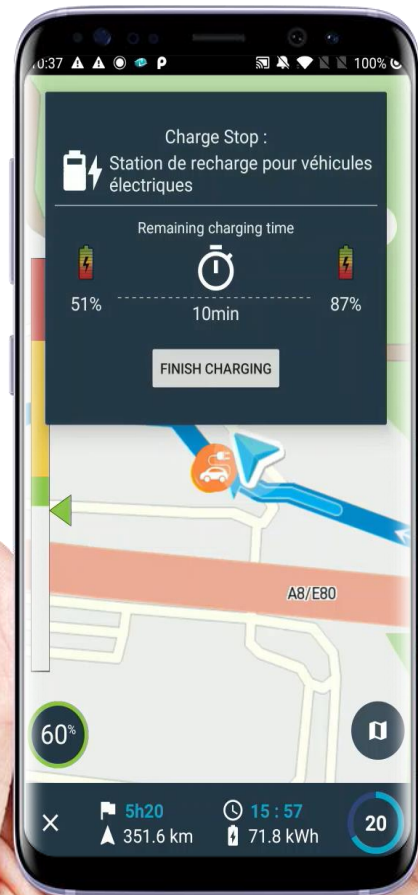 10:37 P 100%
Charge Stop :
Station de recharge pour véhicules
électriques
Remaining charging time
51% 10min 87%
FINISH CHARGING
A8/E80
60%
5h20 15 : 57
351.6 km 71.8 kWh
20